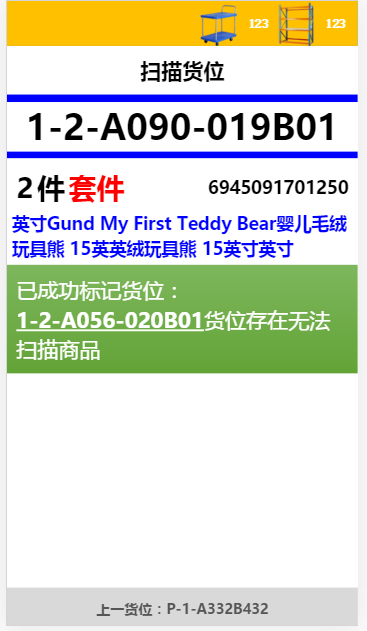 123 123
扫描货位
1-2-A090-019B01
2件套件 6945091701250
英寸Gund My First Teddy Bear婴儿毛绒
玩具熊 15英英绒玩具熊 15英寸英寸
已成功标记货位：
1-2-A056-020B01货位存在无法
扫描商品
上一货位：P-1-A332B432